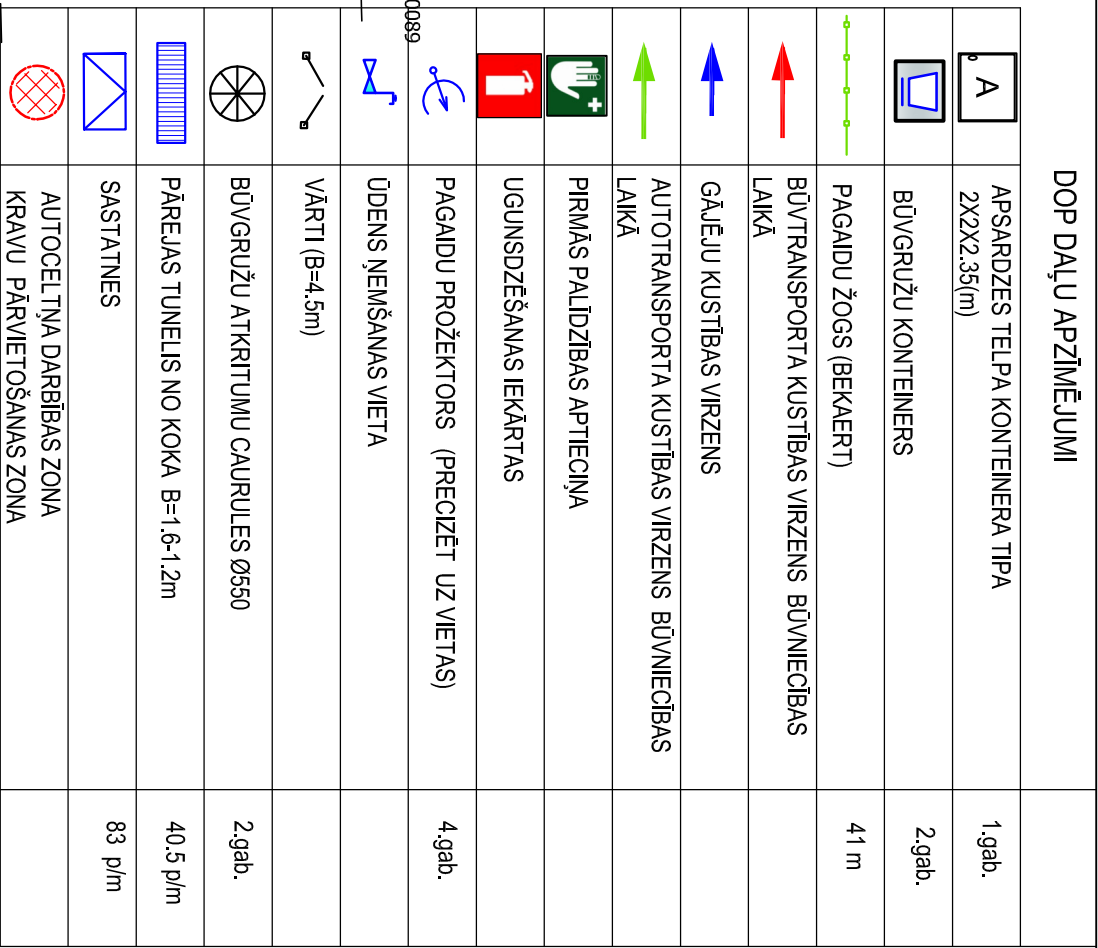 DOP DAĻU APZĪMĒJUMI
A
APSARDZES TELPA KONTEINERA TIPA
2X2X2.35(m)
1.gab.
BŪVGRUŽU KONTEINERS
2.gab.
PAGAIDU ŽOGS (BEKAERT)
41 m
BŪVTRANSPORTA KUSTĪBAS VIRZENS BŪVNIECĪBAS
LAIKĀ
GĀJĒJU KUSTĪBAS VIRZENS
AUTOTRANSPORTA KUSTĪBAS VIRZENS BŪVNIECĪBAS
LAIKĀ
PIRMĀS PALĪDZĪBAS APTIECIŅA
UGUNSDZĒŠANAS IEKĀRTAS
0089
PAGAIDU PROŽEKTORS (PRECIZĒT UZ VIETAS)
4.gab.
ŪDENS ŅEMŠANAS VIETA
VĀRTI (B=4.5m)
BŪVGRUŽU ATKRITUMU CAURULES Ø550
2.gab.
PĀREJAS TUNELIS NO KOKA B=1.6-1.2m
40.5 p/m
SASTATNES
83 p/m
AUTOCELTŅA DARBĪBAS ZONA
KRAVU PĀRVIETOŠANAS ZONA